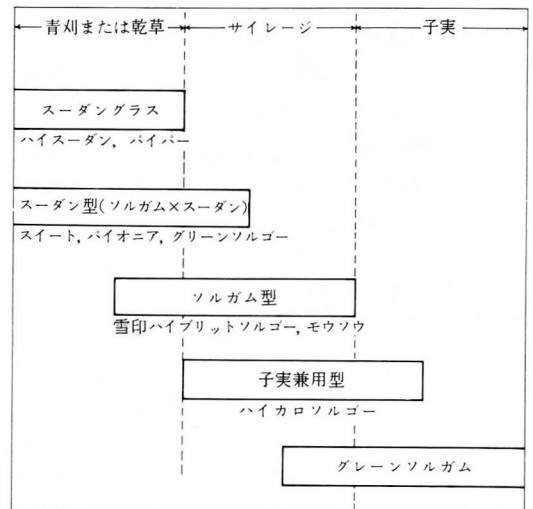 青刈または乾草 サイレージ 子実
スーダングラス
ハイスーダン, パイパー
スーダン型(ソルガム×スーダン)
スイート, パイオニア, グリーンソルゴー
ソルガム型
雪印ハイブリットソルゴー, モウソウ
子実兼用型
ハイカロソルゴー
グレーンソルガム